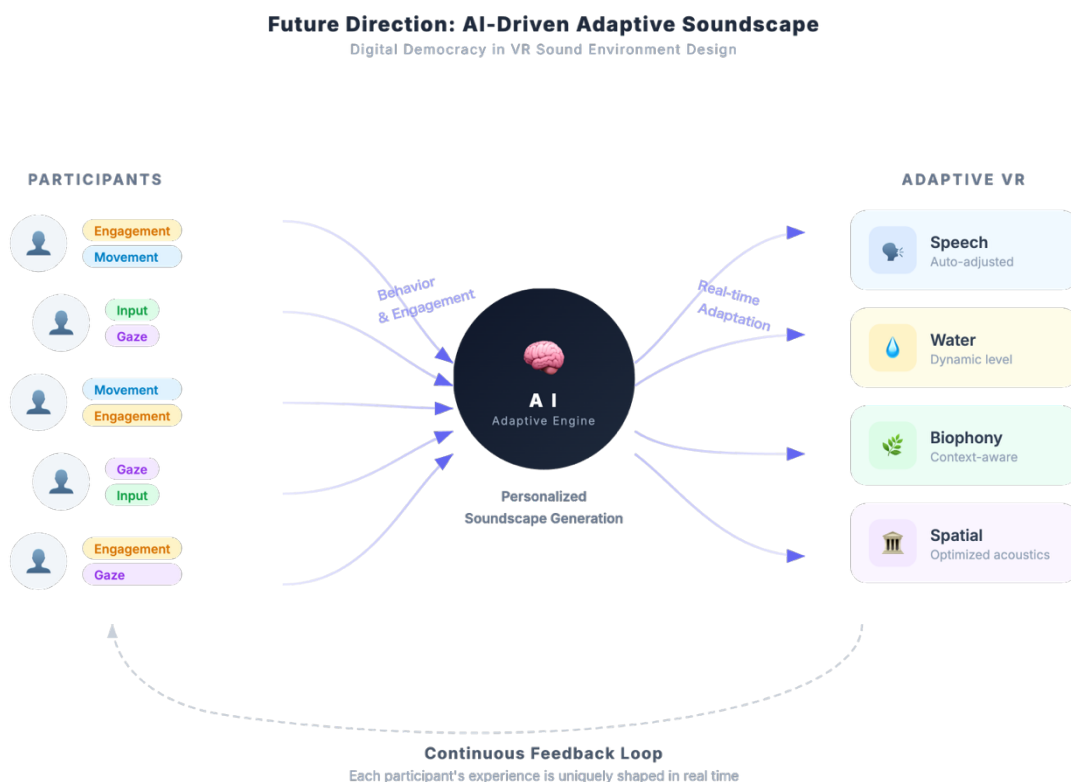 Future Direction: AI-Driven Adaptive Soundscape
Digital Democracy in VR Sound Environment Design
PARTICIPANTS
Engagement
Movement
Input
Gaze
Movement
Engagement
Gaze
Input
Engagement
Gaze
Behavior
& Engagement
AI
Adaptive Engine
Personalized
Soundscape Generation
Real-time
Adaptation
ADAPTIVE VR
Speech
Auto-adjusted
Water
Dynamic level
Biophony
Context-aware
Spatial
Optimized acoustics
Continuous Feedback Loop
Each participant's experience is uniquely shaped in real time